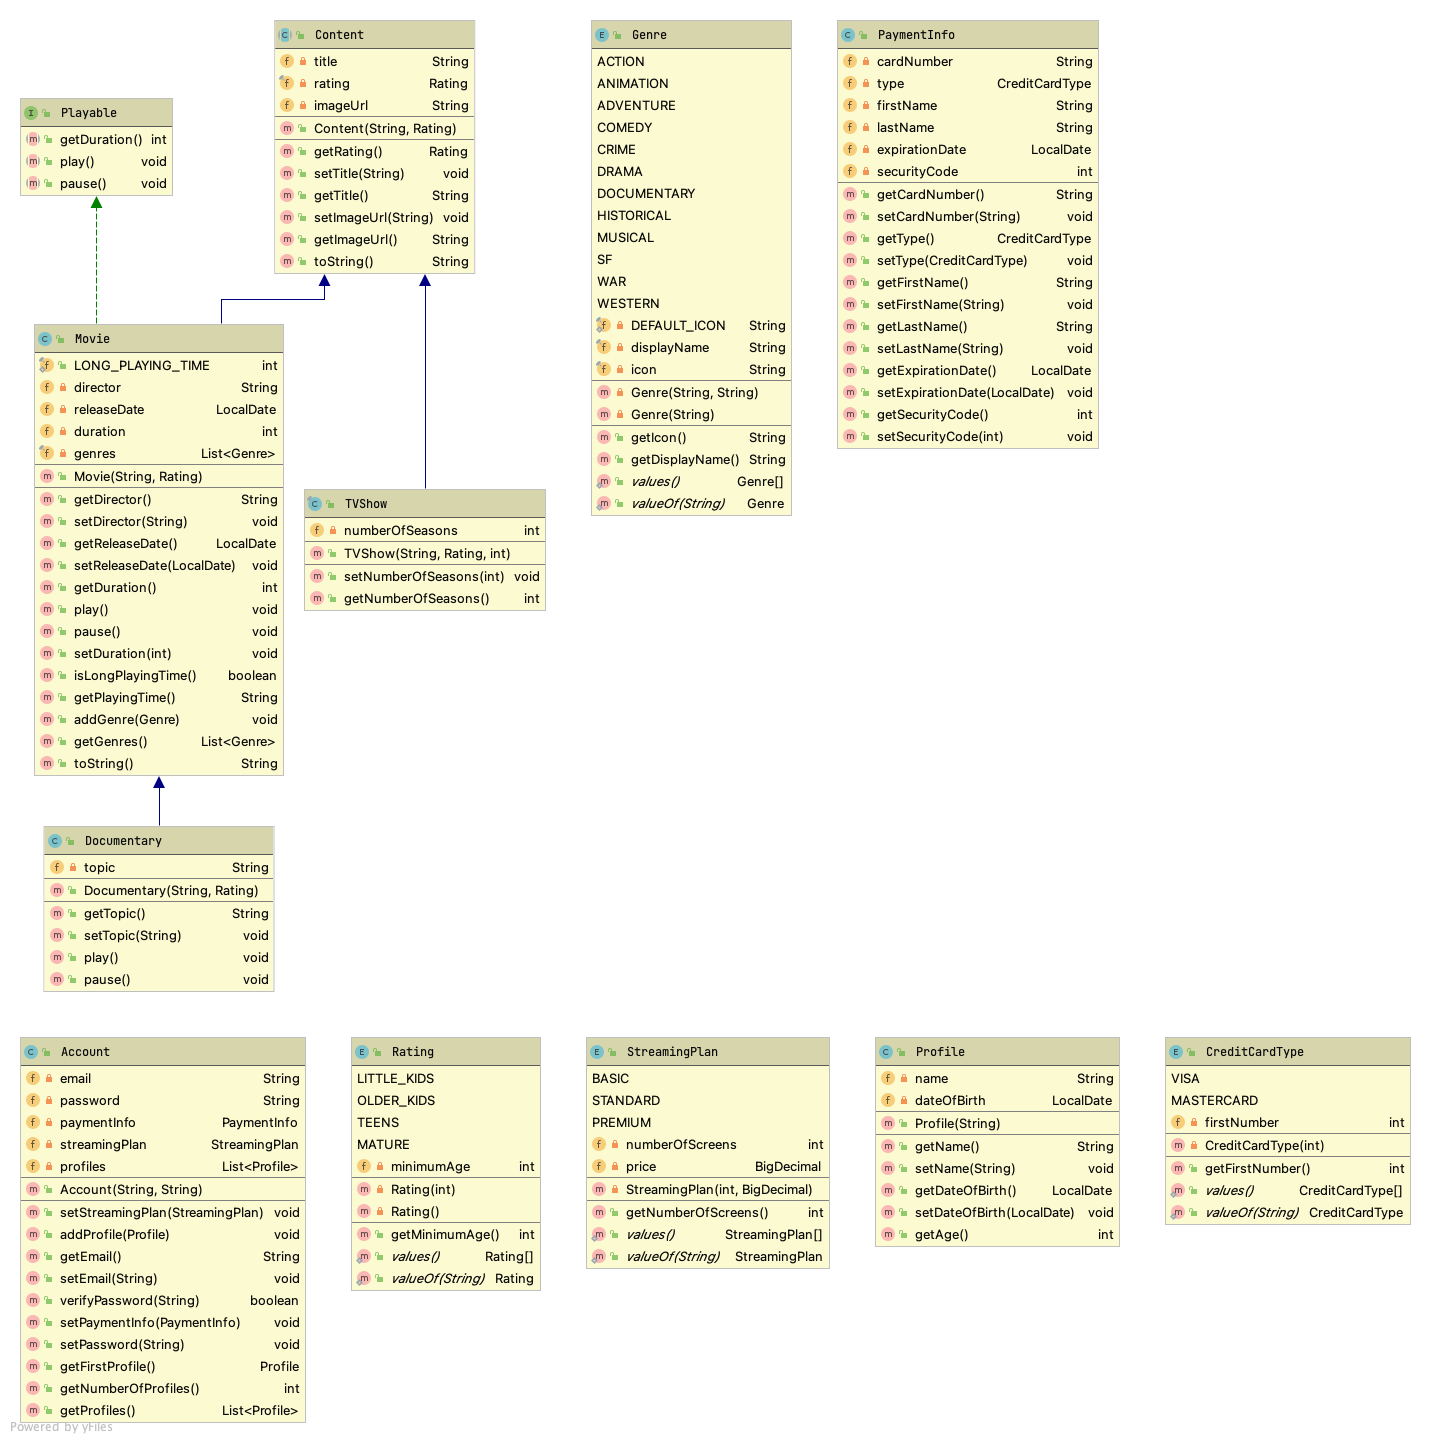 Playable
getDuration() int
play() void
pause() void
Content
title String
rating Rating
imageUrl String
Content(String, Rating)
getRating() Rating
setTitle(String) void
getTitle() String
setImageUrl(String) void
getImageUrl() String
toString() String
Genre
ACTION
ANIMATION
ADVENTURE
COMEDY
CRIME
DRAMA
DOCUMENTARY
HISTORICAL
MUSICAL
SF
WAR
WESTERN
DEFAULT_ICON String
displayName String
icon String
Genre(String, String)
Genre(String)
getIcon() String
getDisplayName() String
values() Genre[]
valueOf(String) Genre
PaymentInfo
cardNumber String
type CreditCardType
firstName String
lastName String
expirationDate LocalDate
securityCode int
getCardNumber() String
setCardNumber(String) void
getType() CreditCardType
setType(CreditCardType) void
getFirstName() String
setFirstName(String) void
getLastName() String
setLastName(String) void
getExpirationDate() LocalDate
setExpirationDate(LocalDate) void
getSecurityCode() int
setSecurityCode(int) void
Movie
LONG_PLAYING_TIME int
director String
releaseDate LocalDate
duration int
genres List<Genre>
Movie(String, Rating)
getDirector() String
setDirector(String) void
getReleaseDate() LocalDate
setReleaseDate(LocalDate) void
getDuration() int
play() void
pause() void
setDuration(int) void
isLongPlayingTime() boolean
getPlayingTime() String
addGenre(Genre) void
getGenres() List<Genre>
toString() String
TVShow
numberOfSeasons int
TVShow(String, Rating, int)
setNumberOfSeasons(int) void
getNumberOfSeasons() int
Documentary
topic String
Documentary(String, Rating)
getTopic() String
setTopic(String) void
play() void
pause() void
Account
email String
password String
paymentInfo PaymentInfo
streamingPlan StreamingPlan
profiles List<Profile>
Account(String, String)
setStreamingPlan(StreamingPlan) void
addProfile(Profile) void
getEmail() String
setEmail(String) void
verifyPassword(String) boolean
setPaymentInfo(PaymentInfo) void
setPassword(String) void
getFirstProfile() Profile
getNumberOfProfiles() int
getProfiles() List<Profile>
Rating
LITTLE_KIDS
OLDER_KIDS
TEENS
MATURE
minimumAge int
Rating(int)
Rating()
getMinimumAge() int
values() Rating[]
valueOf(String) Rating
StreamingPlan
BASIC
STANDARD
PREMIUM
numberOfScreens int
price BigDecimal
StreamingPlan(int, BigDecimal)
getNumberOfScreens() int
values() StreamingPlan[]
valueOf(String) StreamingPlan
Profile
name String
dateOfBirth LocalDate
Profile(String)
getName() String
setName(String) void
getDateOfBirth() LocalDate
setDateOfBirth(LocalDate) void
getAge() int
CreditCardType
VISA
MASTERCARD
firstNumber int
CreditCardType(int)
getFirstNumber() int
values() CreditCardType[]
valueOf(String) CreditCardType
Powered by yFiles